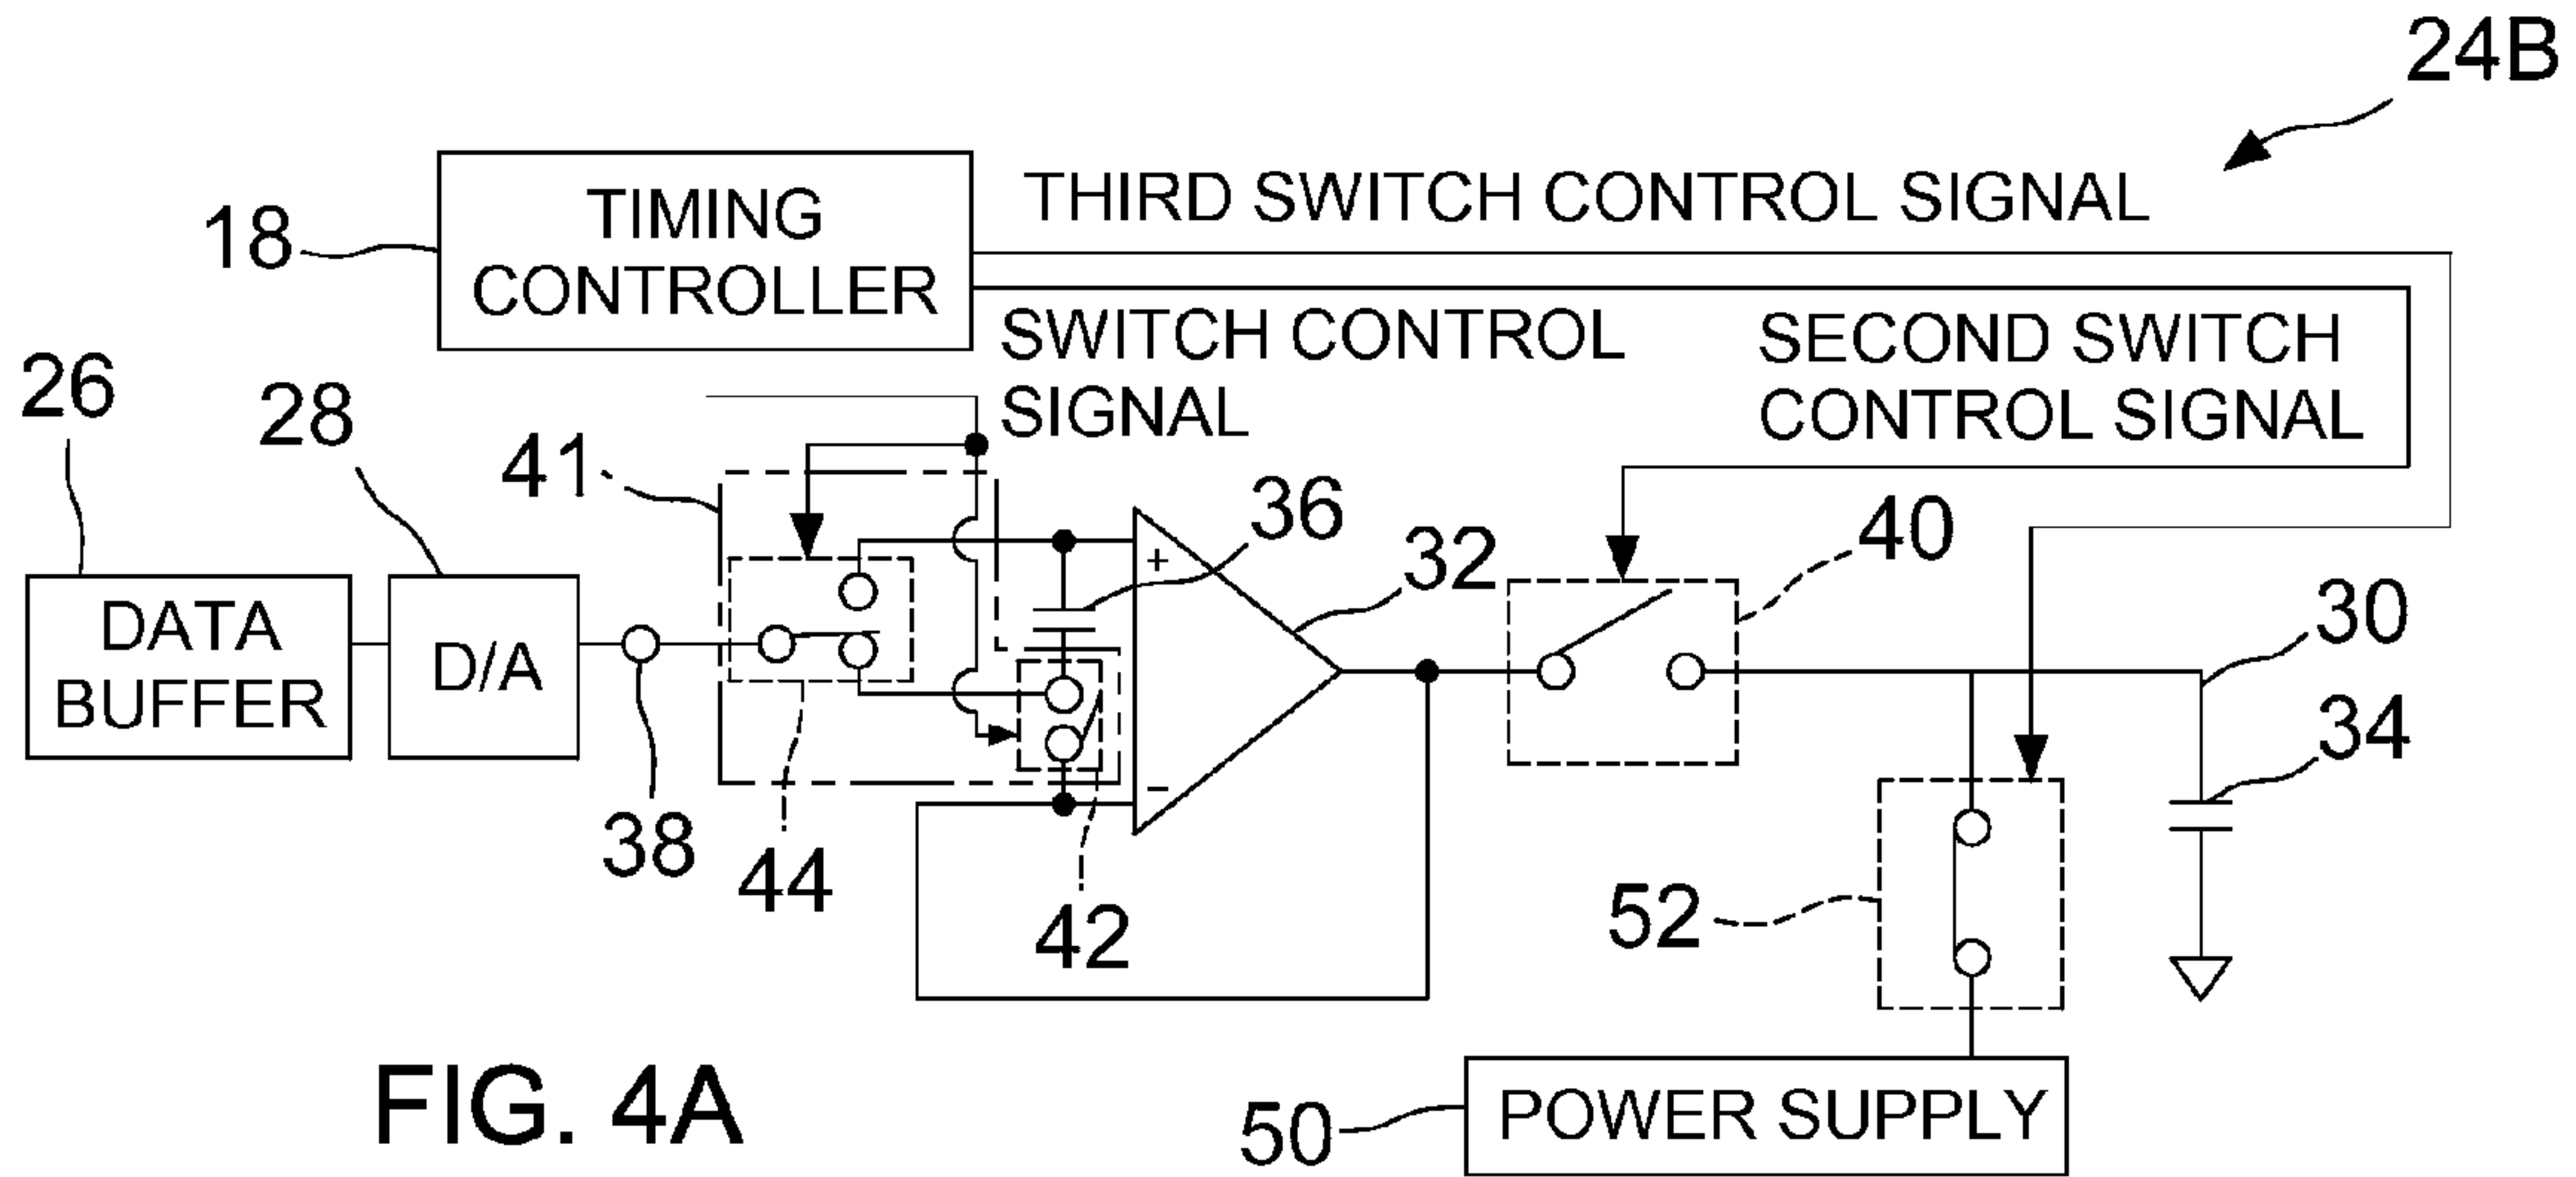 24B
TIMING
CONTROLLER
18
THIRD SWITCH CONTROL SIGNAL
SWITCH CONTROL
SIGNAL
SECOND SWITCH
CONTROL SIGNAL
26
28
41
36
32
40
30
34
DATA
BUFFER
D/A
+
−
38
44
42
52
50
POWER SUPPLY
FIG. 4A